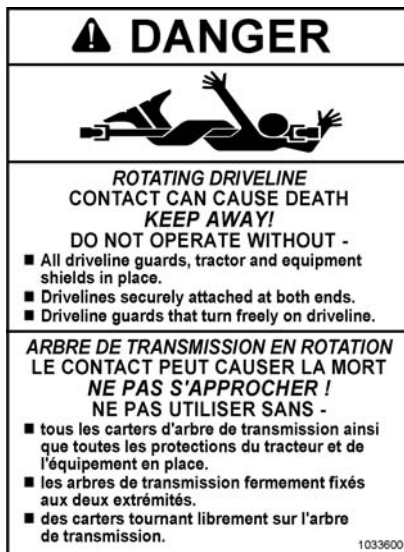 DANGER
ROTATING DRIVELINE
CONTACT CAN CAUSE DEATH
KEEP AWAY!
DO NOT OPERATE WITHOUT -
■ All driveline guards, tractor and equipment
shields in place.
■ Drivelines securely attached at both ends.
■ Driveline guards that turn freely on driveline.
ARBRE DE TRANSMISSION EN ROTATION
LE CONTACT PEUT CAUSER LA MORT
NE PAS S'APPROCHER !
NE PAS UTILISER SANS -
■ tous les carters d'arbre de transmission ainsi
que toutes les protections du tracteur et de
l'équipement en place.
■ les arbres de transmission fermement fixés
aux deux extrémités.
■ des carters tournant librement sur l'arbre
de transmission.
1033600